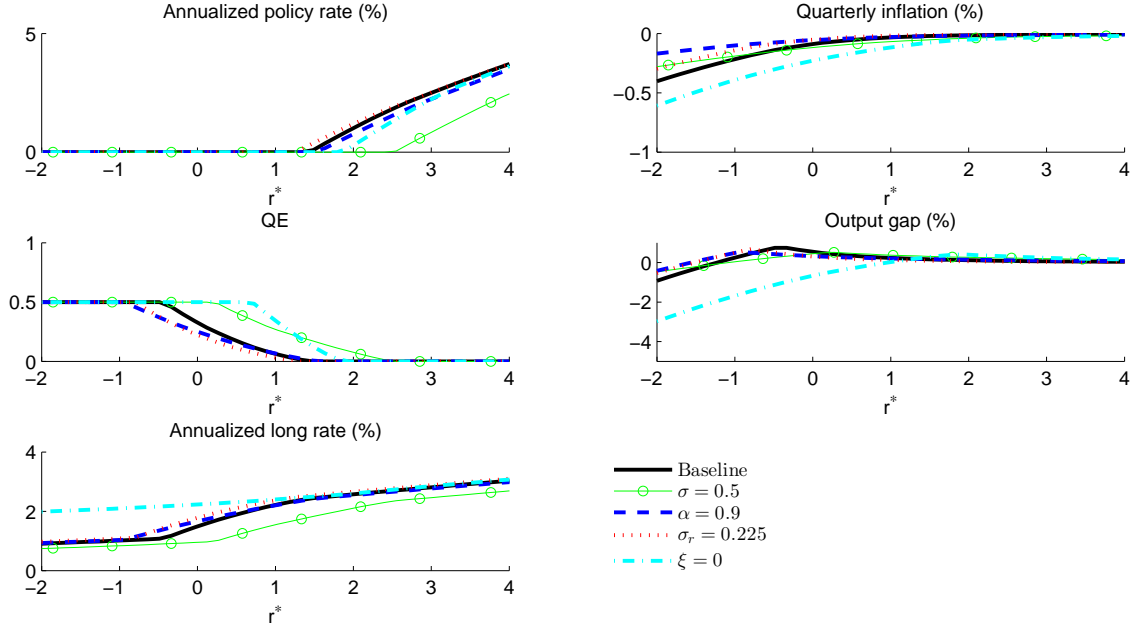 Annualized policy rate (%)
5
0
−2 −1 0 1 2 3 4
r*
Quarterly inflation (%)
0
−0.5
−1
−2 −1 0 1 2 3 4
r*
QE
1
0.5
0
−2 −1 0 1 2 3 4
r*
Output gap (%)
0
−2
−4
−2 −1 0 1 2 3 4
r*
Annualized long rate (%)
4
2
0
−2 −1 0 1 2 3 4
r*
Baseline
σ = 0.5
α = 0.9
σ_r = 0.225
ξ = 0